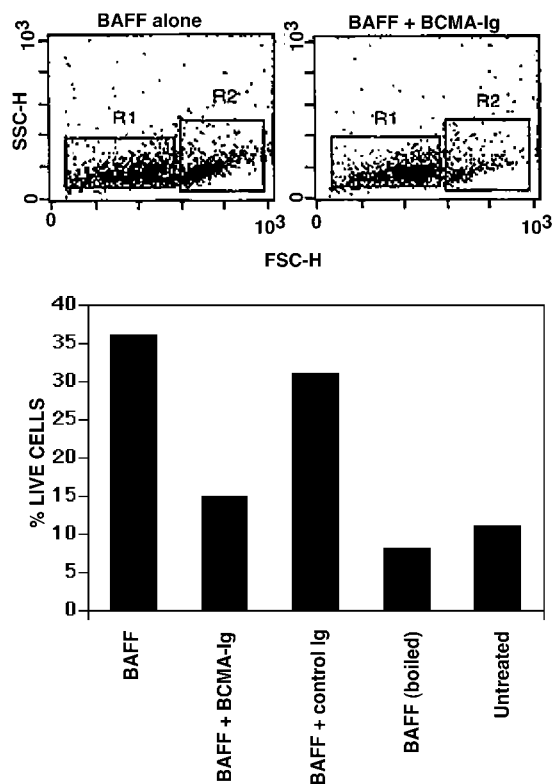 BAFF alone
BAFF + BCMA-Ig
10³
10³
SSC-H
R1
R2
R1
R2
0
0
0
10³
0
10³
FSC-H
40
35
30
25
20
15
10
5
0
% LIVE CELLS
BAFF
BAFF + BCMA-Ig
BAFF + control Ig
BAFF (boiled)
Untreated